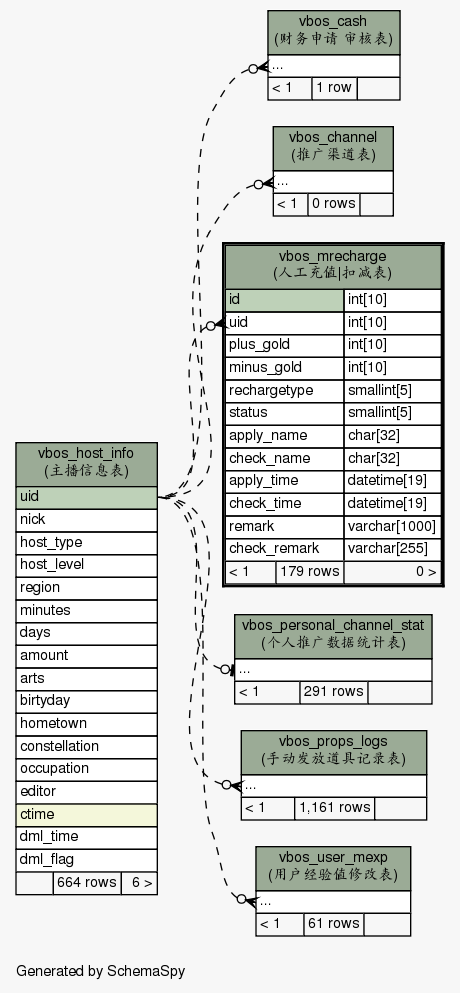 vbos_cash
(财务申请 审核表)
...
< 1 1 row
vbos_channel
(推广渠道表)
...
< 1 0 rows
vbos_mrecharge
(人工充值|扣减表)
id int[10]
uid int[10]
plus_gold int[10]
minus_gold int[10]
rechargetype smallint[5]
status smallint[5]
apply_name char[32]
check_name char[32]
apply_time datetime[19]
check_time datetime[19]
remark varchar[1000]
check_remark varchar[255]
< 1 179 rows 0 >
vbos_host_info
(主播信息表)
uid
nick
host_type
host_level
region
minutes
days
amount
arts
birtyday
hometown
constellation
occupation
editor
ctime
dml_time
dml_flag
664 rows 6 >
vbos_personal_channel_stat
(个人推广数据统计表)
...
< 1 291 rows
vbos_props_logs
(手动发放道具记录表)
...
< 1 1,161 rows
vbos_user_mexp
(用户经验值修改表)
...
< 1 61 rows
Generated by SchemaSpy